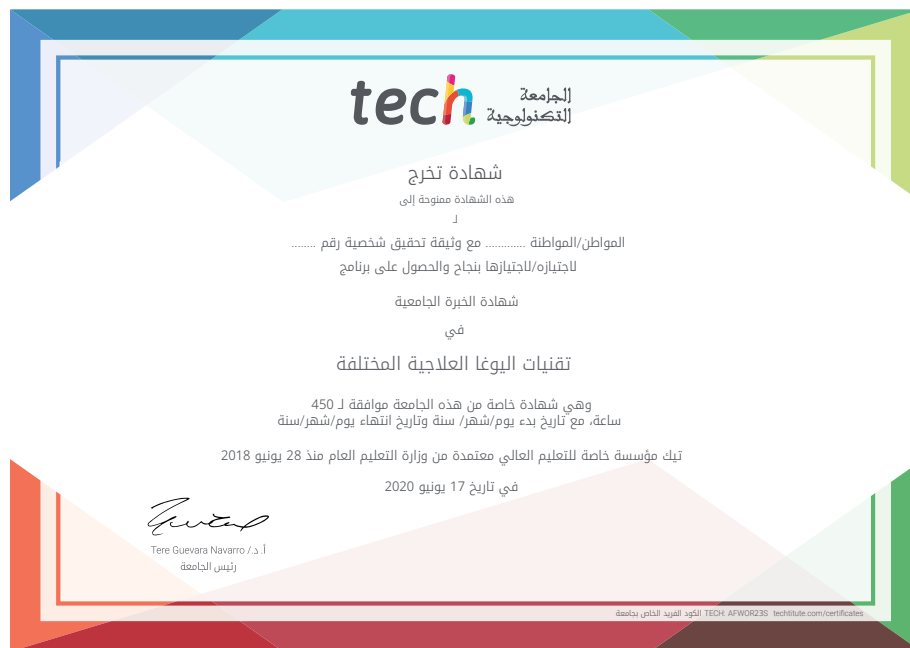 tech الجامعة
التكنولوجية
شهادة تخرج
هذه الشهادة ممنوحة إلى
لـ
المواطن/المواطنة ............ مع وثيقة تحقيق شخصية رقم ........
لاجتيازه/لاجتيازها بنجاح والحصول على برنامج
شهادة الخبرة الجامعية
في
تقنيات اليوغا العلاجية المختلفة
وهي شهادة خاصة من هذه الجامعة موافقة لـ 450
ساعة، مع تاريخ بدء يوم/شهر/ سنة وتاريخ انتهاء يوم/شهر/سنة
تيك مؤسسة خاصة للتعليم العالي معتمدة من وزارة التعليم العام منذ 28 يونيو 2018
في تاريخ 17 يونيو 2020
أ. د./ Tere Guevara Navarro
رئيس الجامعة
الكود الفريد الخاص بجامعة TECH: AFWOR23S techtitute.com/certificates